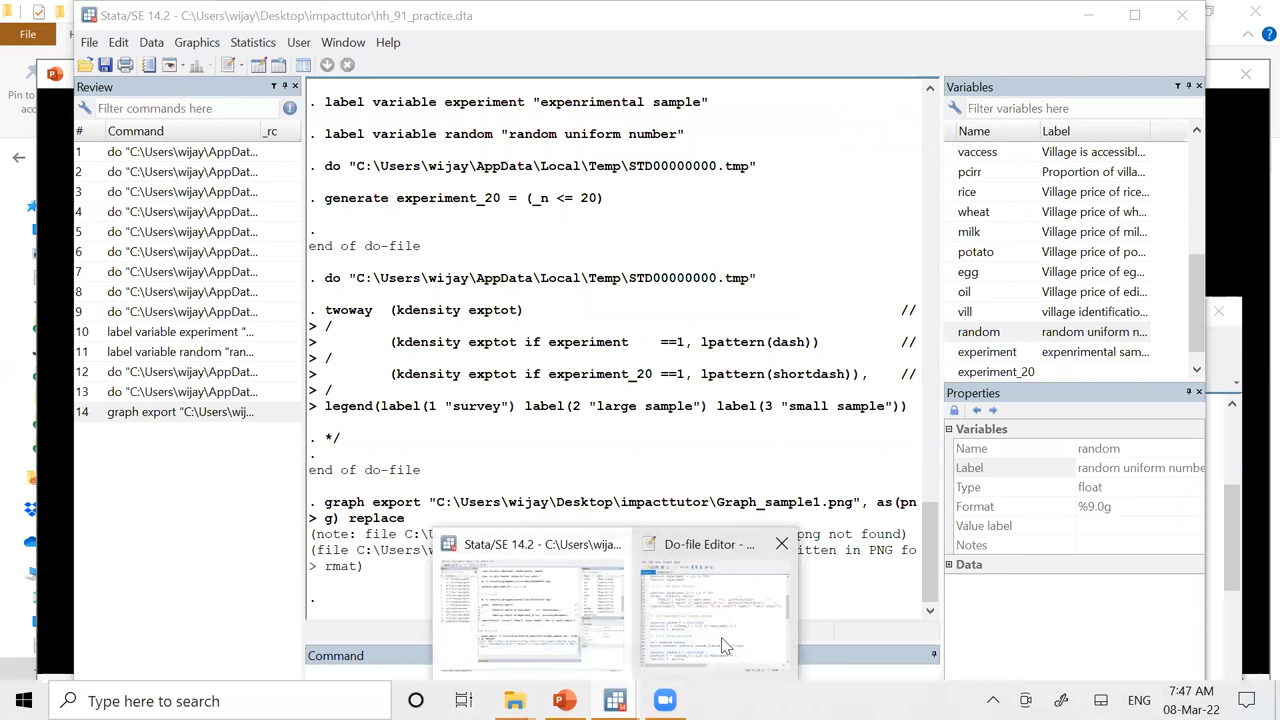 Stata/SE 14.2 - C:\Users\wijay\Desktop\impacttutor\hh_91_practice.dta
File
File Edit Data Graphics Statistics User Window Help
Pin to
Review
Filter commands here
# Command _rc
1 do "C:\Users\wijay\AppDat...
2 do "C:\Users\wijay\AppDat...
3 do "C:\Users\wijay\AppDat...
4 do "C:\Users\wijay\AppDat...
5 do "C:\Users\wijay\AppDat...
6 do "C:\Users\wijay\AppDat...
7 do "C:\Users\wijay\AppDat...
8 do "C:\Users\wijay\AppDat...
9 do "C:\Users\wijay\AppDat...
10 label variable experiment "...
11 label variable random "ran...
12 do "C:\Users\wijay\AppDat...
13 do "C:\Users\wijay\AppDat...
14 graph export "C:\Users\wij...
. label variable experiment "expenrimental sample"
. label variable random "random uniform number"
. do "C:\Users\wijay\AppData\Local\Temp\STD00000000.tmp"
. generate experiment_20 = (_n <= 20)
.
end of do-file
. do "C:\Users\wijay\AppData\Local\Temp\STD00000000.tmp"
. twoway (kdensity exptot) //
> /
> (kdensity exptot if experiment ==1, lpattern(dash)) //
> /
> (kdensity exptot if experiment_20 ==1, lpattern(shortdash)), //
> /
> legend(label(1 "survey") label(2 "large sample") label(3 "small sample"))
. */
.
end of do-file
. graph export "C:\Users\wijay\Desktop\impacttutor\Graph_sample1.png", as(pn
> g) replace
(note: file C:\U png not found)
(file C:\Users\w itten in PNG fo
> rmat)
Stata/SE 14.2 - C:\Users\wija...
Do-file Editor - ...
Command
Variables
Filter variables here
Name Label
vaccess Village is accessibl...
pcirr Proportion of villa...
rice Village price of rice...
wheat Village price of wh...
milk Village price of mil...
potato Village price of p...
egg Village price of eg...
oil Village price of edi...
vill village identificatio...
random random uniform n...
experiment expenrimental sam...
experiment_20
Properties
Variables
Name random
Label random uniform numbe
Type float
Format %9.0g
Value label
Notes
Data
Type here to search
ENG
7:47 AM
08-Mar-22